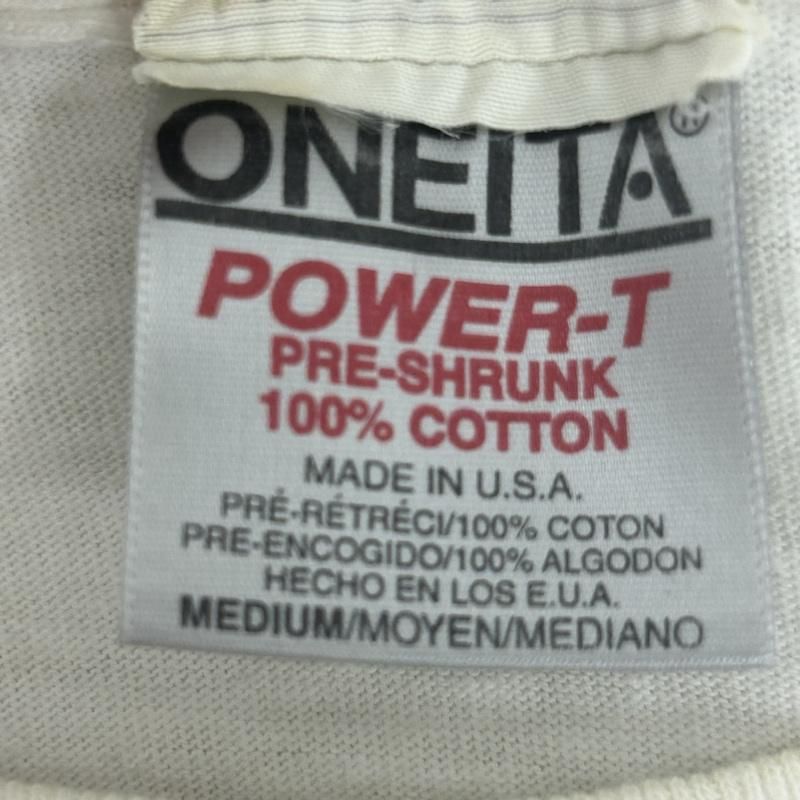 ONEITA®
POWER-T
PRE-SHRUNK
100% COTTON
MADE IN U.S.A.
PRÉ-RÉTRÉCI/100% COTON
PRE-ENCOGIDO/100% ALGODON
HECHO EN LOS E.U.A.
MEDIUM/MOYEN/MEDIANO